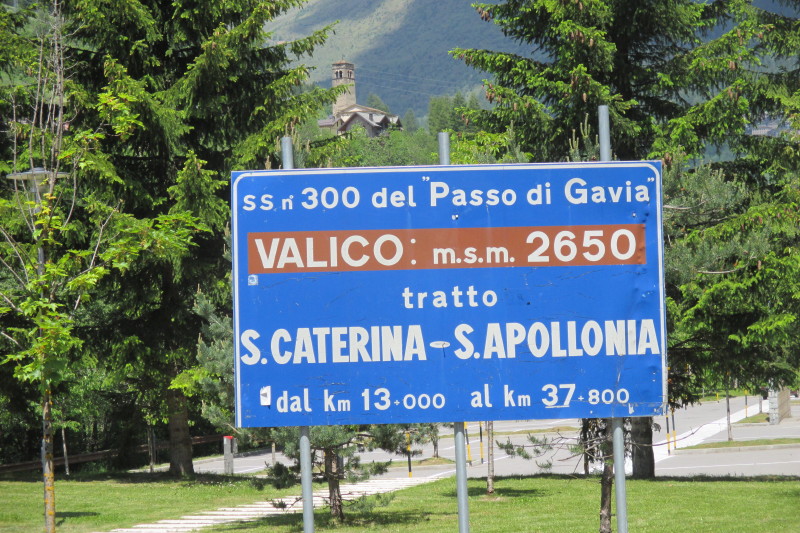 SS n° 300 del "Passo di Gavia"
VALICO: m.s.m. 2650
tratto
S.CATERINA-S.APOLLONIA
dal km 13+000 al km 37+800